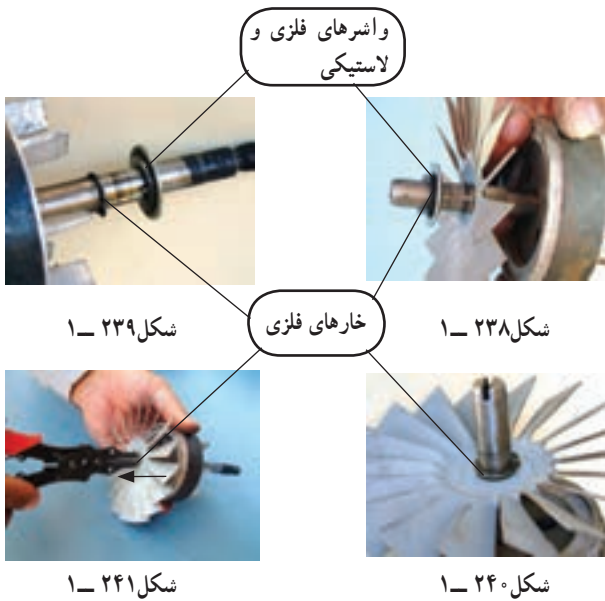 واشرهای فلزی و
لاستیکی
شکل۲۳۸ ــ۱
شکل۲۳۹ ــ۱
خارهای فلزی
شکل۲۴۰ ــ۱
شکل۲۴۱ ــ۱